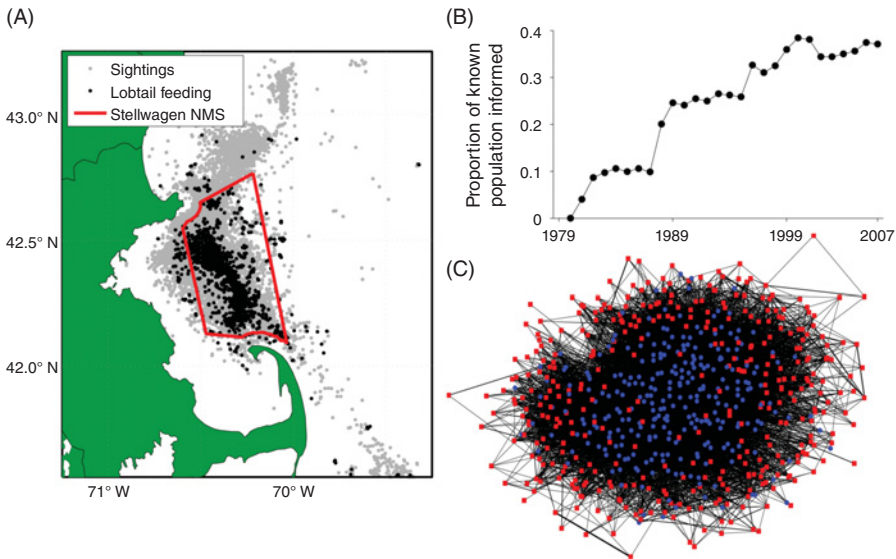 (A)
Sightings
Lobtail feeding
Stellwagen NMS
43.0° N
42.5° N
42.0° N
71° W
70° W
(B)
Proportion of known
population informed
0.4
0.3
0.2
0.1
0
1979
1989
1999
2007
(C)